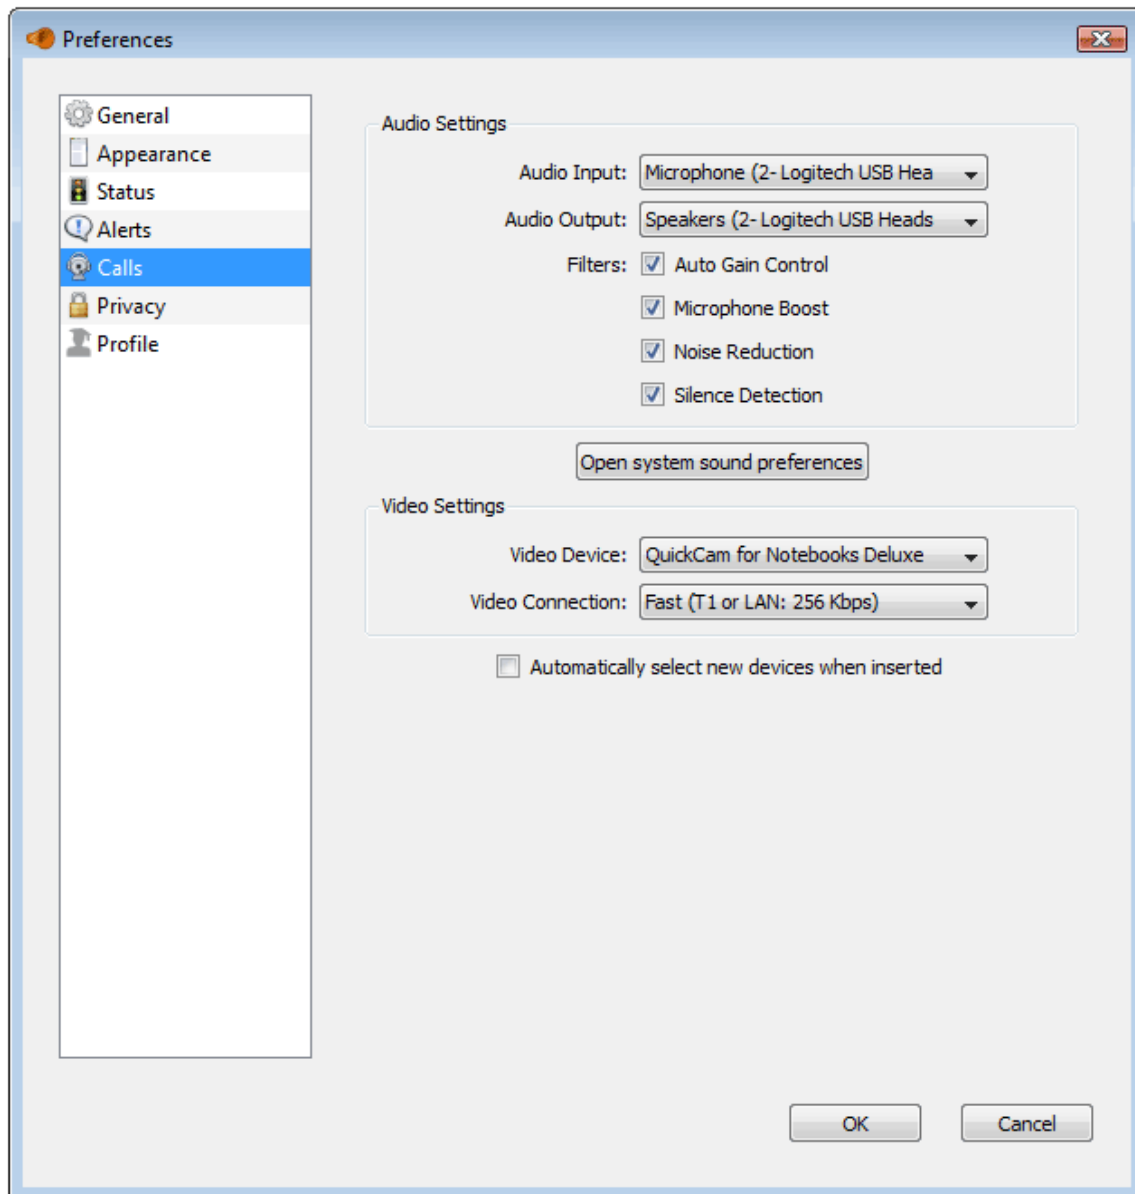 Preferences
General
Appearance
Status
Alerts
Calls
Privacy
Profile
Audio Settings
Audio Input: Microphone (2- Logitech USB Hea
Audio Output: Speakers (2- Logitech USB Heads
Filters: Auto Gain Control
Microphone Boost
Noise Reduction
Silence Detection
Open system sound preferences
Video Settings
Video Device: QuickCam for Notebooks Deluxe
Video Connection: Fast (T1 or LAN: 256 Kbps)
Automatically select new devices when inserted
OK Cancel